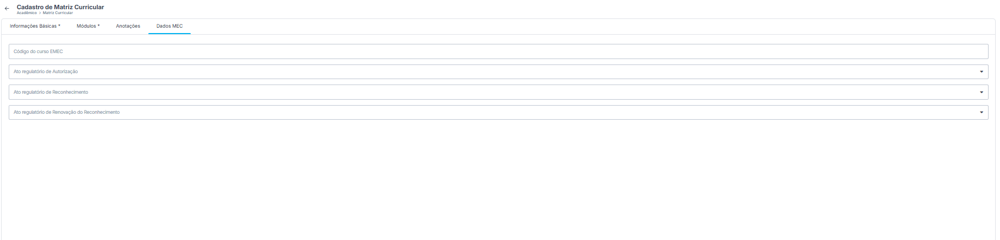 Cadastro de Matriz Curricular
Acadêmico > Matriz Curricular
Informações Básicas * Módulos * Anotações Dados MEC
Código do curso EMEC
Ato regulatório de Autorização
Ato regulatório de Reconhecimento
Ato regulatório de Renovação do Reconhecimento